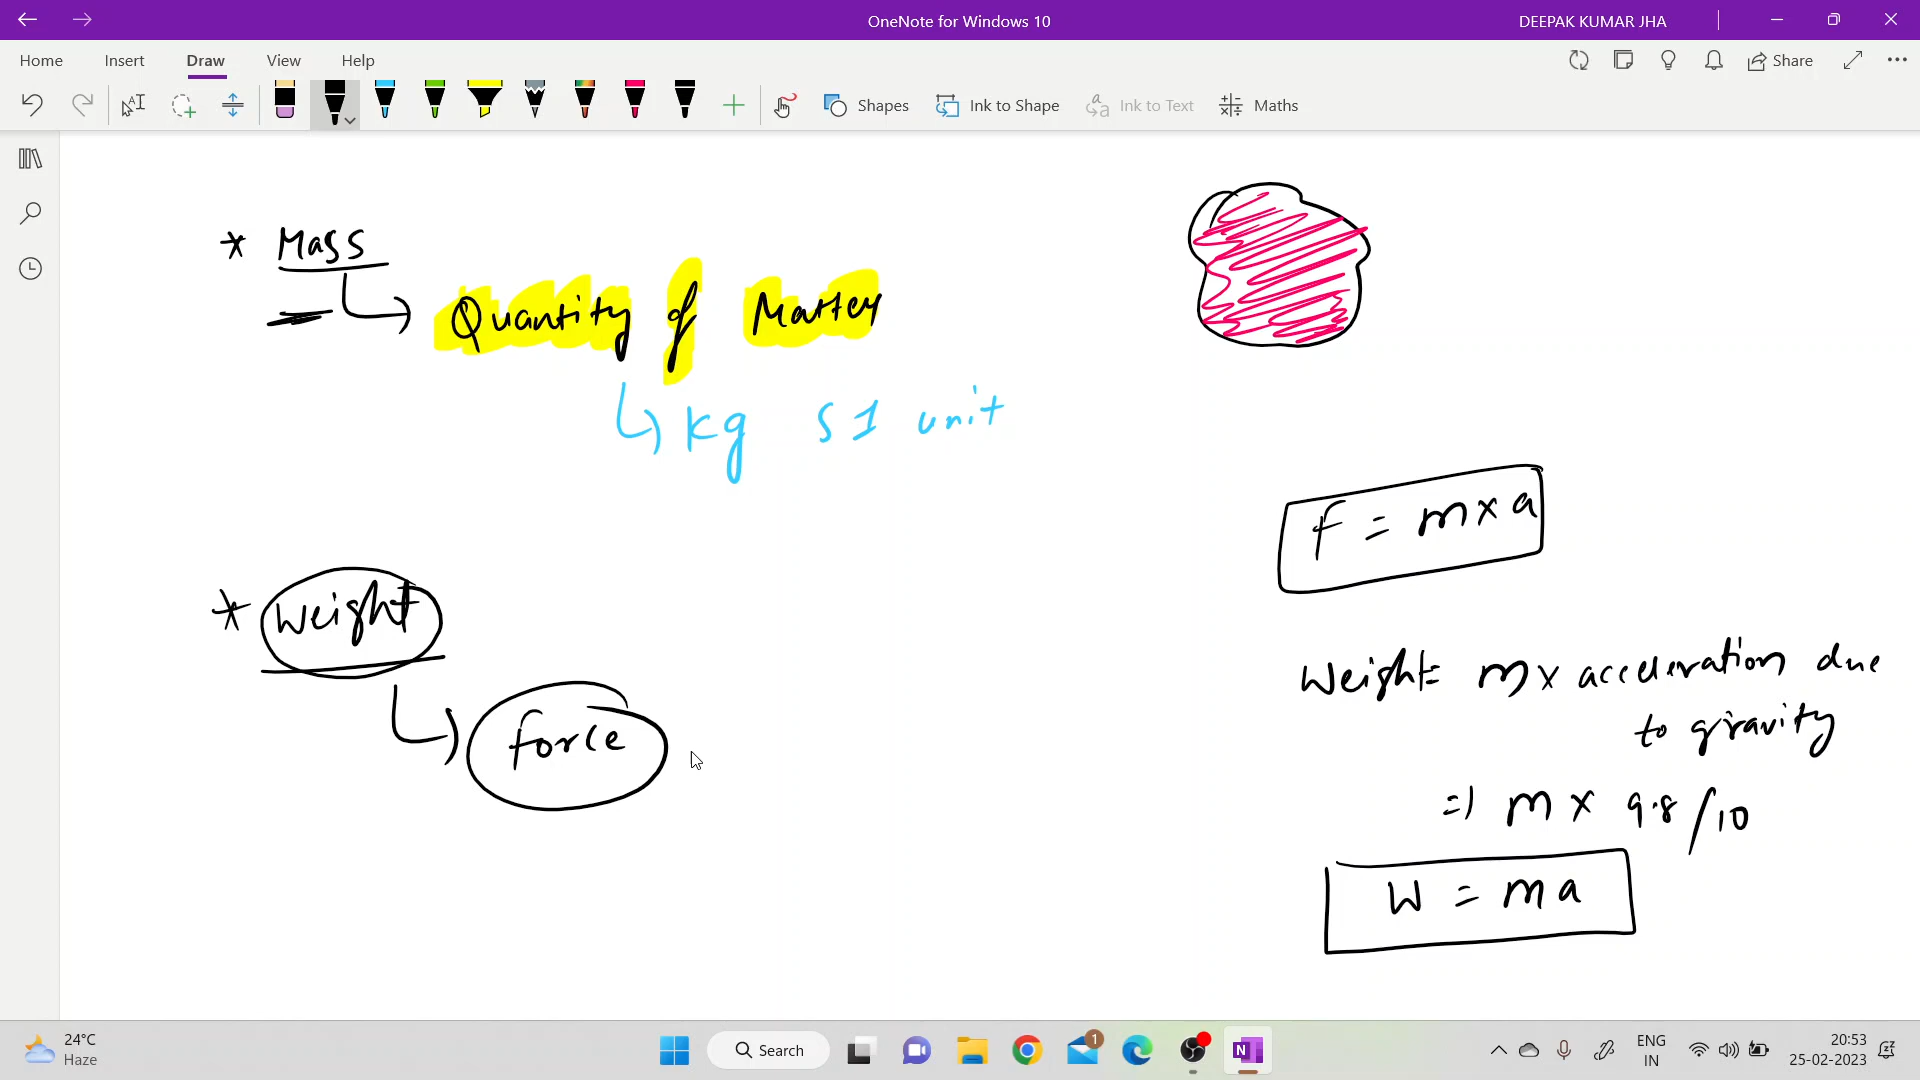 OneNote for Windows 10
DEEPAK KUMAR JHA
Home Insert Draw View Help
Share
Shapes Ink to Shape Ink to Text Maths
* Mass
Quantity of Matter
kg SI unit
f = m x a
* Weight
force
Weight = m x acceleration due
to gravity
=) m x 9.8/10
W = ma
24°C
Haze
Search
1
ENG
IN
20:53
25-02-2023